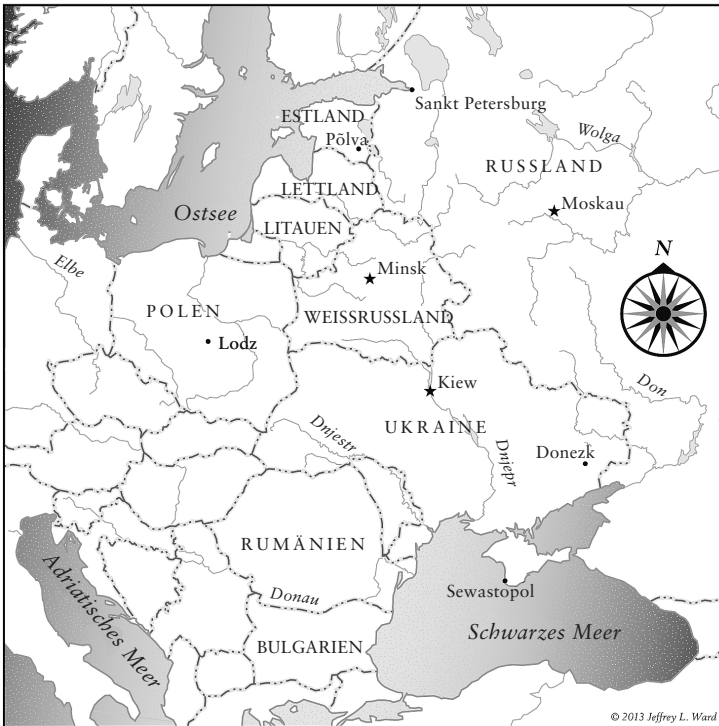 Sankt Petersburg
ESTLAND
Põlva
Wolga
RUSSLAND
LETTLAND
Moskau
Ostsee
LITAUEN
N
Elbe
Minsk
POLEN
WEISSRUSSLAND
Lodz
Kiew
Don
Dnjestr
UKRAINE
Dnjepr
Donezk
RUMÄNIEN
Adriatisches Meer
Donau
Sewastopol
Schwarzes Meer
BULGARIEN
© 2013 Jeffrey L. Ward